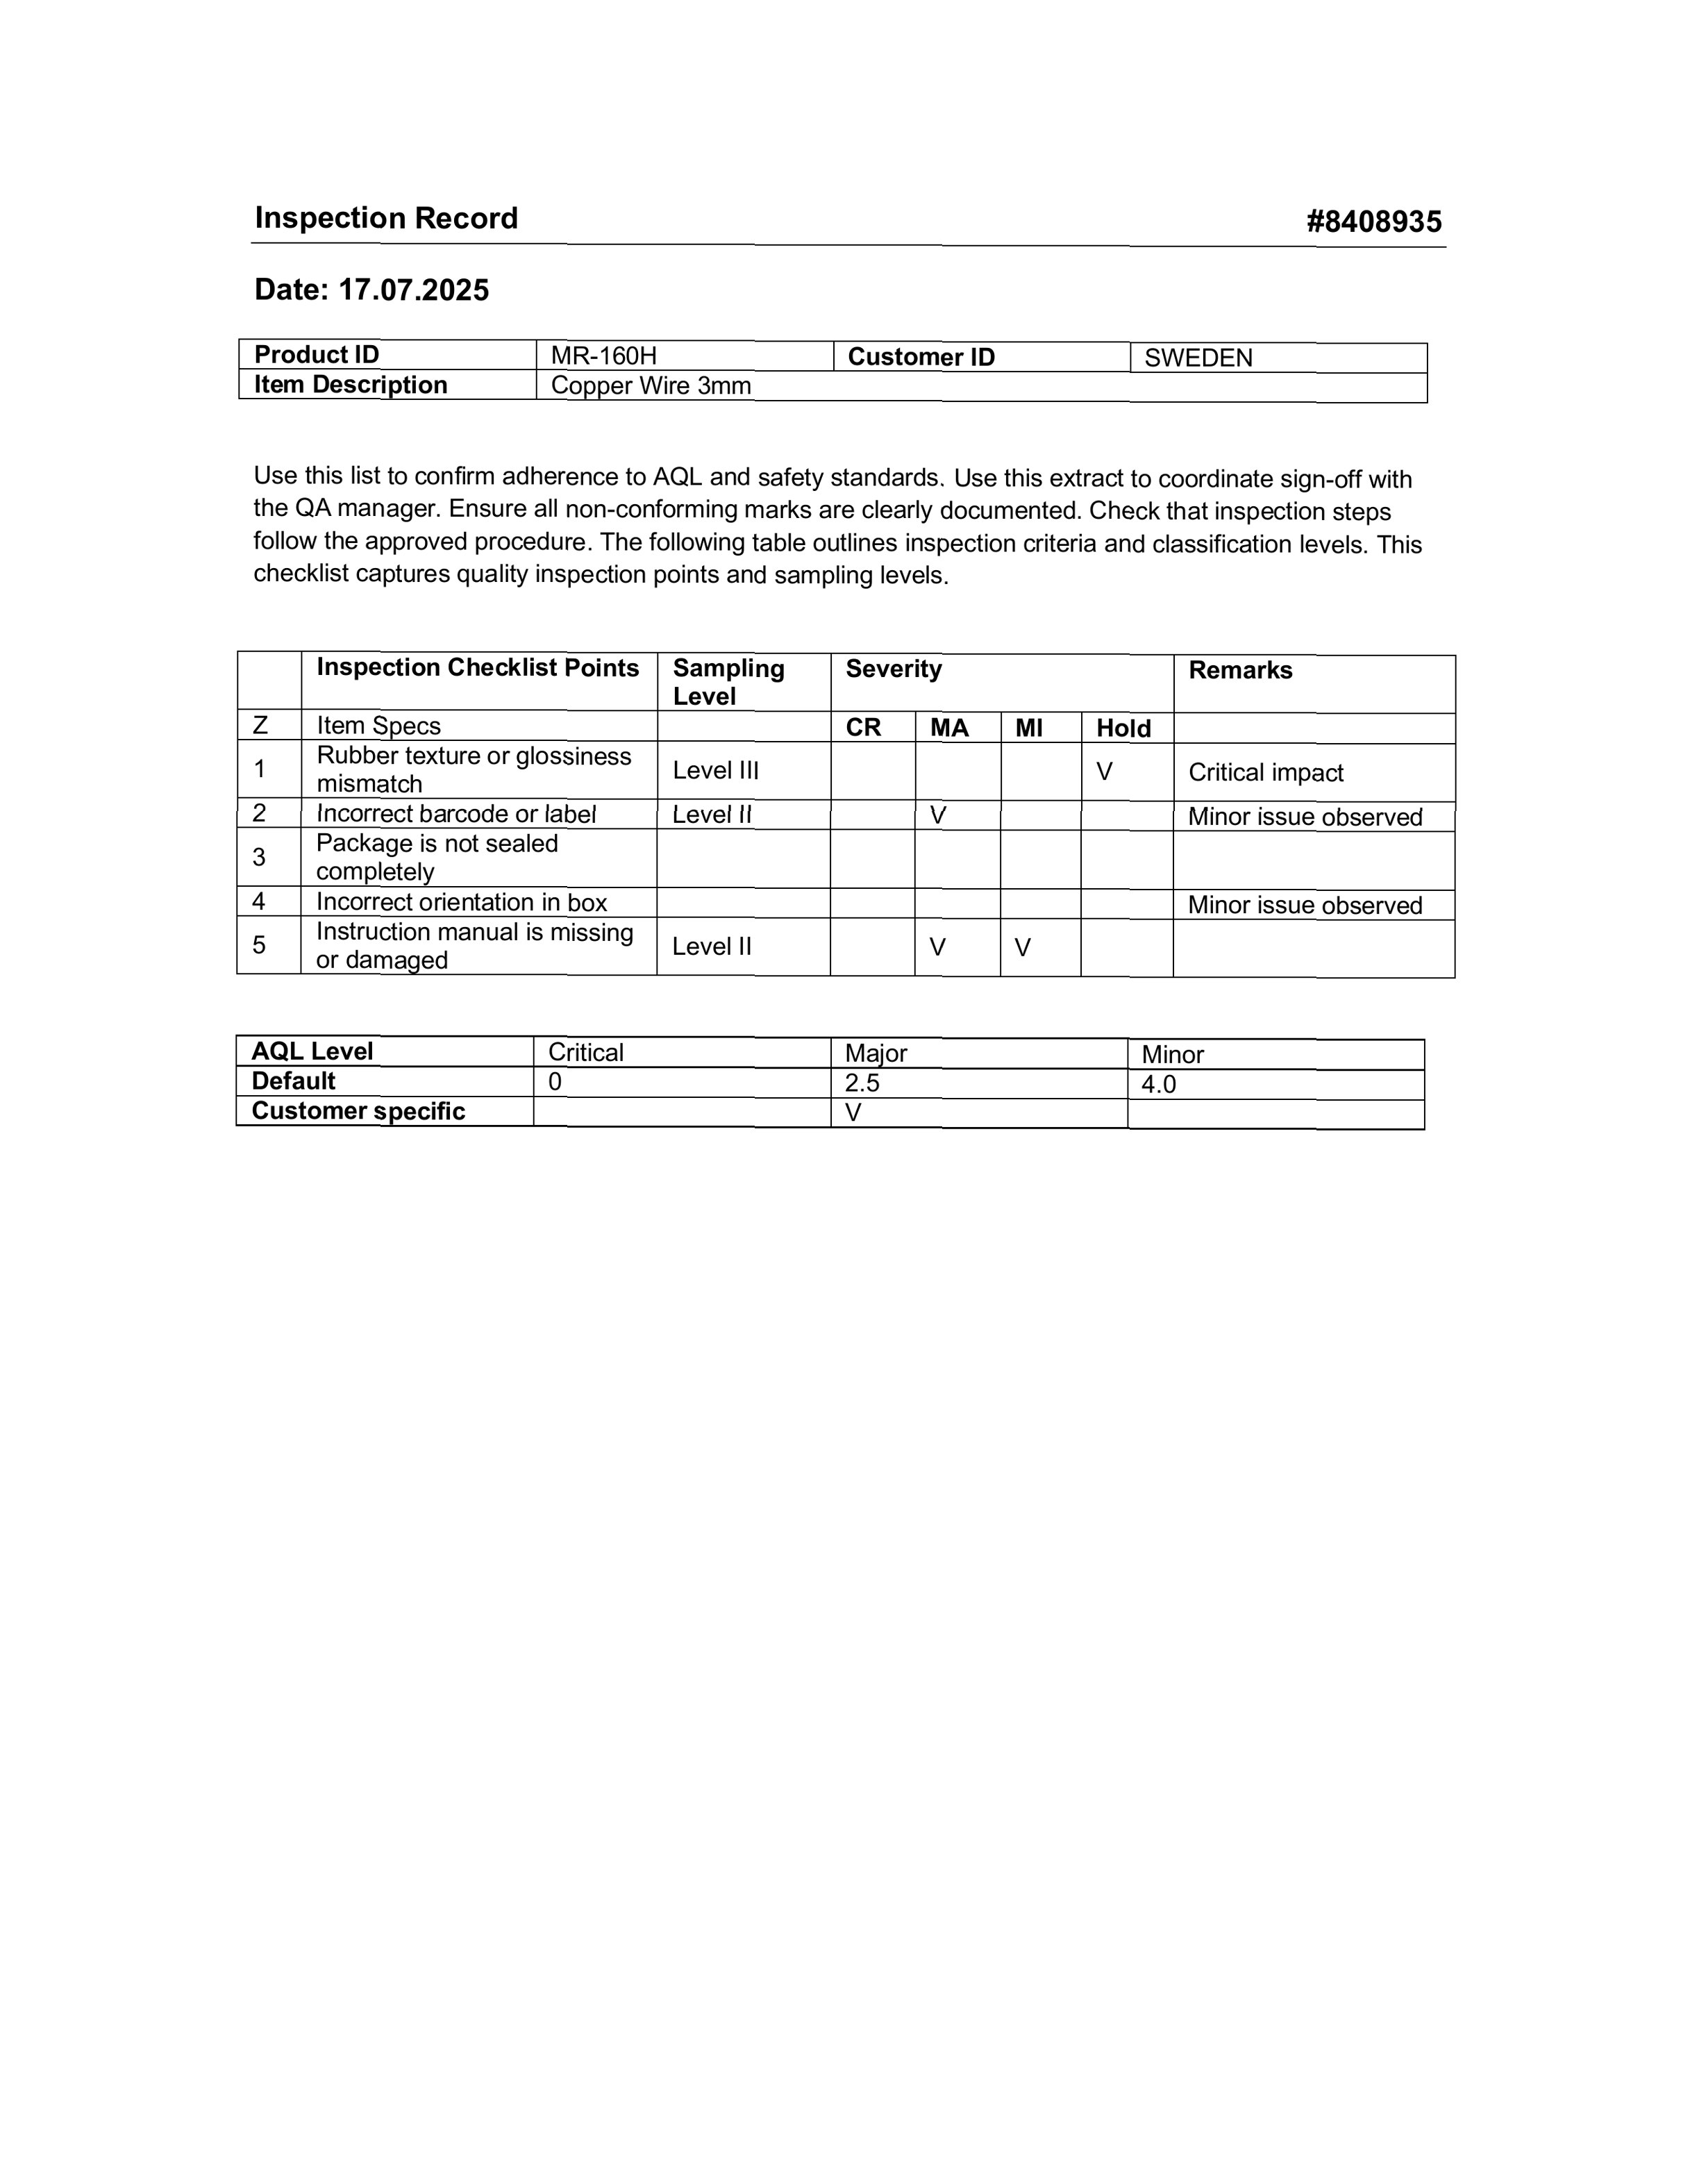 Inspection Record #8408935
Date: 17.07.2025
Product ID MR-160H Customer ID SWEDEN
Item Description Copper Wire 3mm
Use this list to confirm adherence to AQL and safety standards. Use this extract to coordinate sign-off with
the QA manager. Ensure all non-conforming marks are clearly documented. Check that inspection steps
follow the approved procedure. The following table outlines inspection criteria and classification levels. This
checklist captures quality inspection points and sampling levels.
Inspection Checklist Points Sampling Severity Remarks
Level
Z Item Specs CR MA MI Hold
Rubber texture or glossiness
1 Level III V Critical impact
mismatch
2 Incorrect barcode or label Level II V Minor issue observed
Package is not sealed
3
completely
4 Incorrect orientation in box Minor issue observed
Instruction manual is missing
5 Level II V V
or damaged
AQL Level Critical Major Minor
Default 0 2.5 4.0
Customer specific V